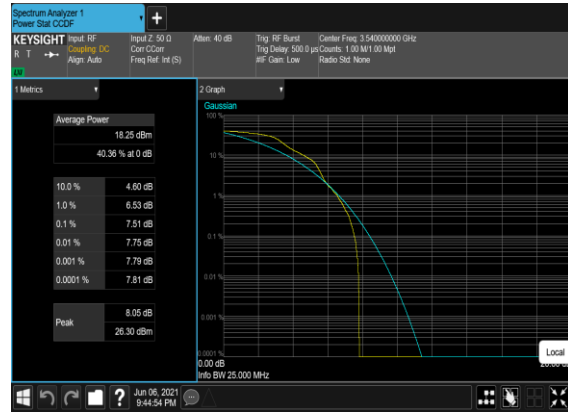 Spectrum Analyzer 1
Power Stat CCDF
KEYSIGHT
R T
LXI
Input: RF
Coupling: DC
Align: Auto
Input Z: 50 Ω
Corr CCorr
Freq Ref: Int (S)
Atten: 40 dB
Trig: RF Burst
Trig Delay: 500.0 µs
#IF Gain: Low
Center Freq: 3.540000000 GHz
Counts: 1.00 M/1.00 Mpt
Radio Std: None
1 Metrics
Average Power
18.25 dBm
40.36 % at 0 dB
10.0 % 4.60 dB
1.0 % 6.53 dB
0.1 % 7.51 dB
0.01 % 7.75 dB
0.001 % 7.79 dB
0.0001 % 7.81 dB
Peak
8.05 dB
26.30 dBm
2 Graph
Gaussian
100 %
10 %
1 %
0.1 %
0.01 %
0.001 %
0.0001 %
0.00 dB
Info BW 25.000 MHz
Local
?
Jun 06, 2021
9:44:54 PM